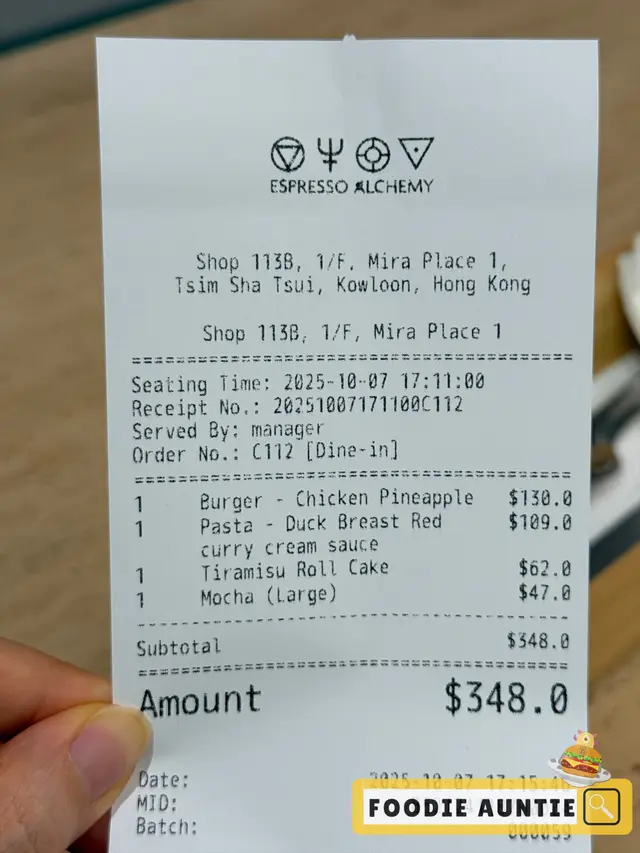 ESPRESSO ALCHEMY
Shop 113B, 1/F, Mira Place 1,
Tsim Sha Tsui, Kowloon, Hong Kong
Shop 113B, 1/F, Mira Place 1
Seating Time: 2025-10-07 17:11:00
Receipt No.: 20251007171100C112
Served By: manager
Order No.: C112 [Dine-in]
1 Burger - Chicken Pineapple $130.0
1 Pasta - Duck Breast Red $109.0
curry cream sauce
1 Tiramisu Roll Cake $62.0
1 Mocha (Large) $47.0
Subtotal $348.0
Amount $348.0
Date: 2025-10-07
MID:
Batch: 000059
FOODIE AUNTIE